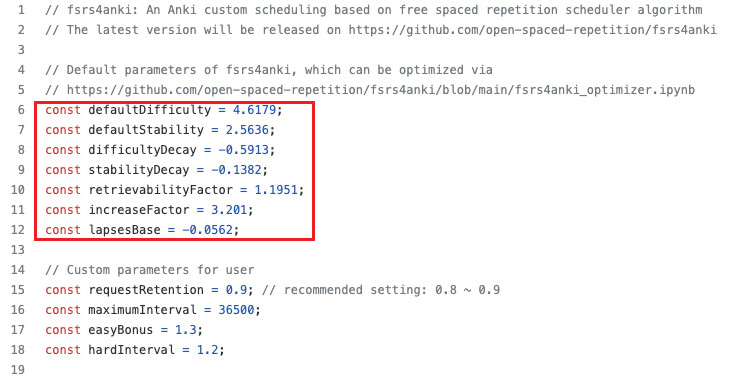 1 // fsrs4anki: An Anki custom scheduling based on free spaced repetition scheduler algorithm
2 // The latest version will be released on https://github.com/open-spaced-repetition/fsrs4anki
3
4 // Default parameters of fsrs4anki, which can be optimized via
5 // https://github.com/open-spaced-repetition/fsrs4anki/blob/main/fsrs4anki_optimizer.ipynb
6 const defaultDifficulty = 4.6179;
7 const defaultStability = 2.5636;
8 const difficultyDecay = -0.5913;
9 const stabilityDecay = -0.1382;
10 const retrievabilityFactor = 1.1951;
11 const increaseFactor = 3.201;
12 const lapsesBase = -0.0562;
13
14 // Custom parameters for user
15 const requestRetention = 0.9; // recommended setting: 0.8 ~ 0.9
16 const maximumInterval = 36500;
17 const easyBonus = 1.3;
18 const hardInterval = 1.2;
19